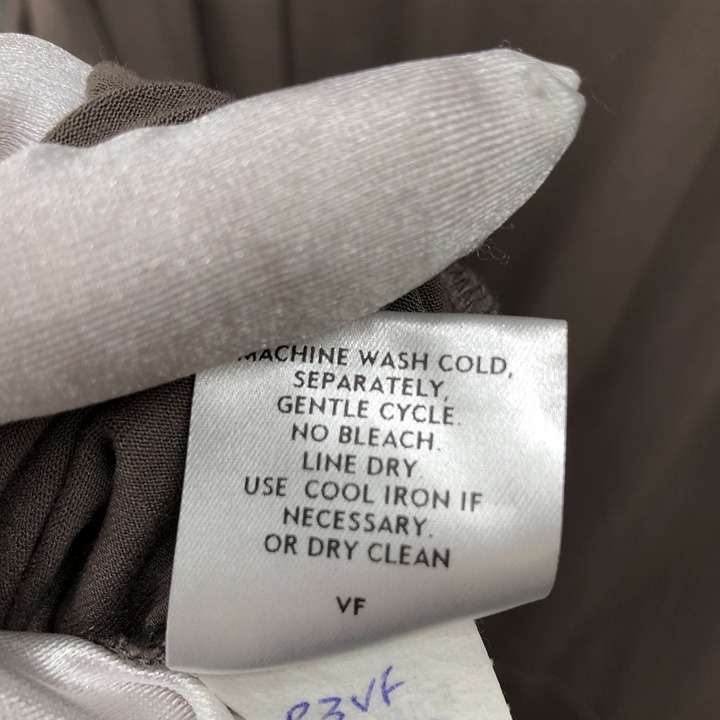 MACHINE WASH COLD,
SEPARATELY,
GENTLE CYCLE.
NO BLEACH.
LINE DRY.
USE COOL IRON IF
NECESSARY.
OR DRY CLEAN
VF